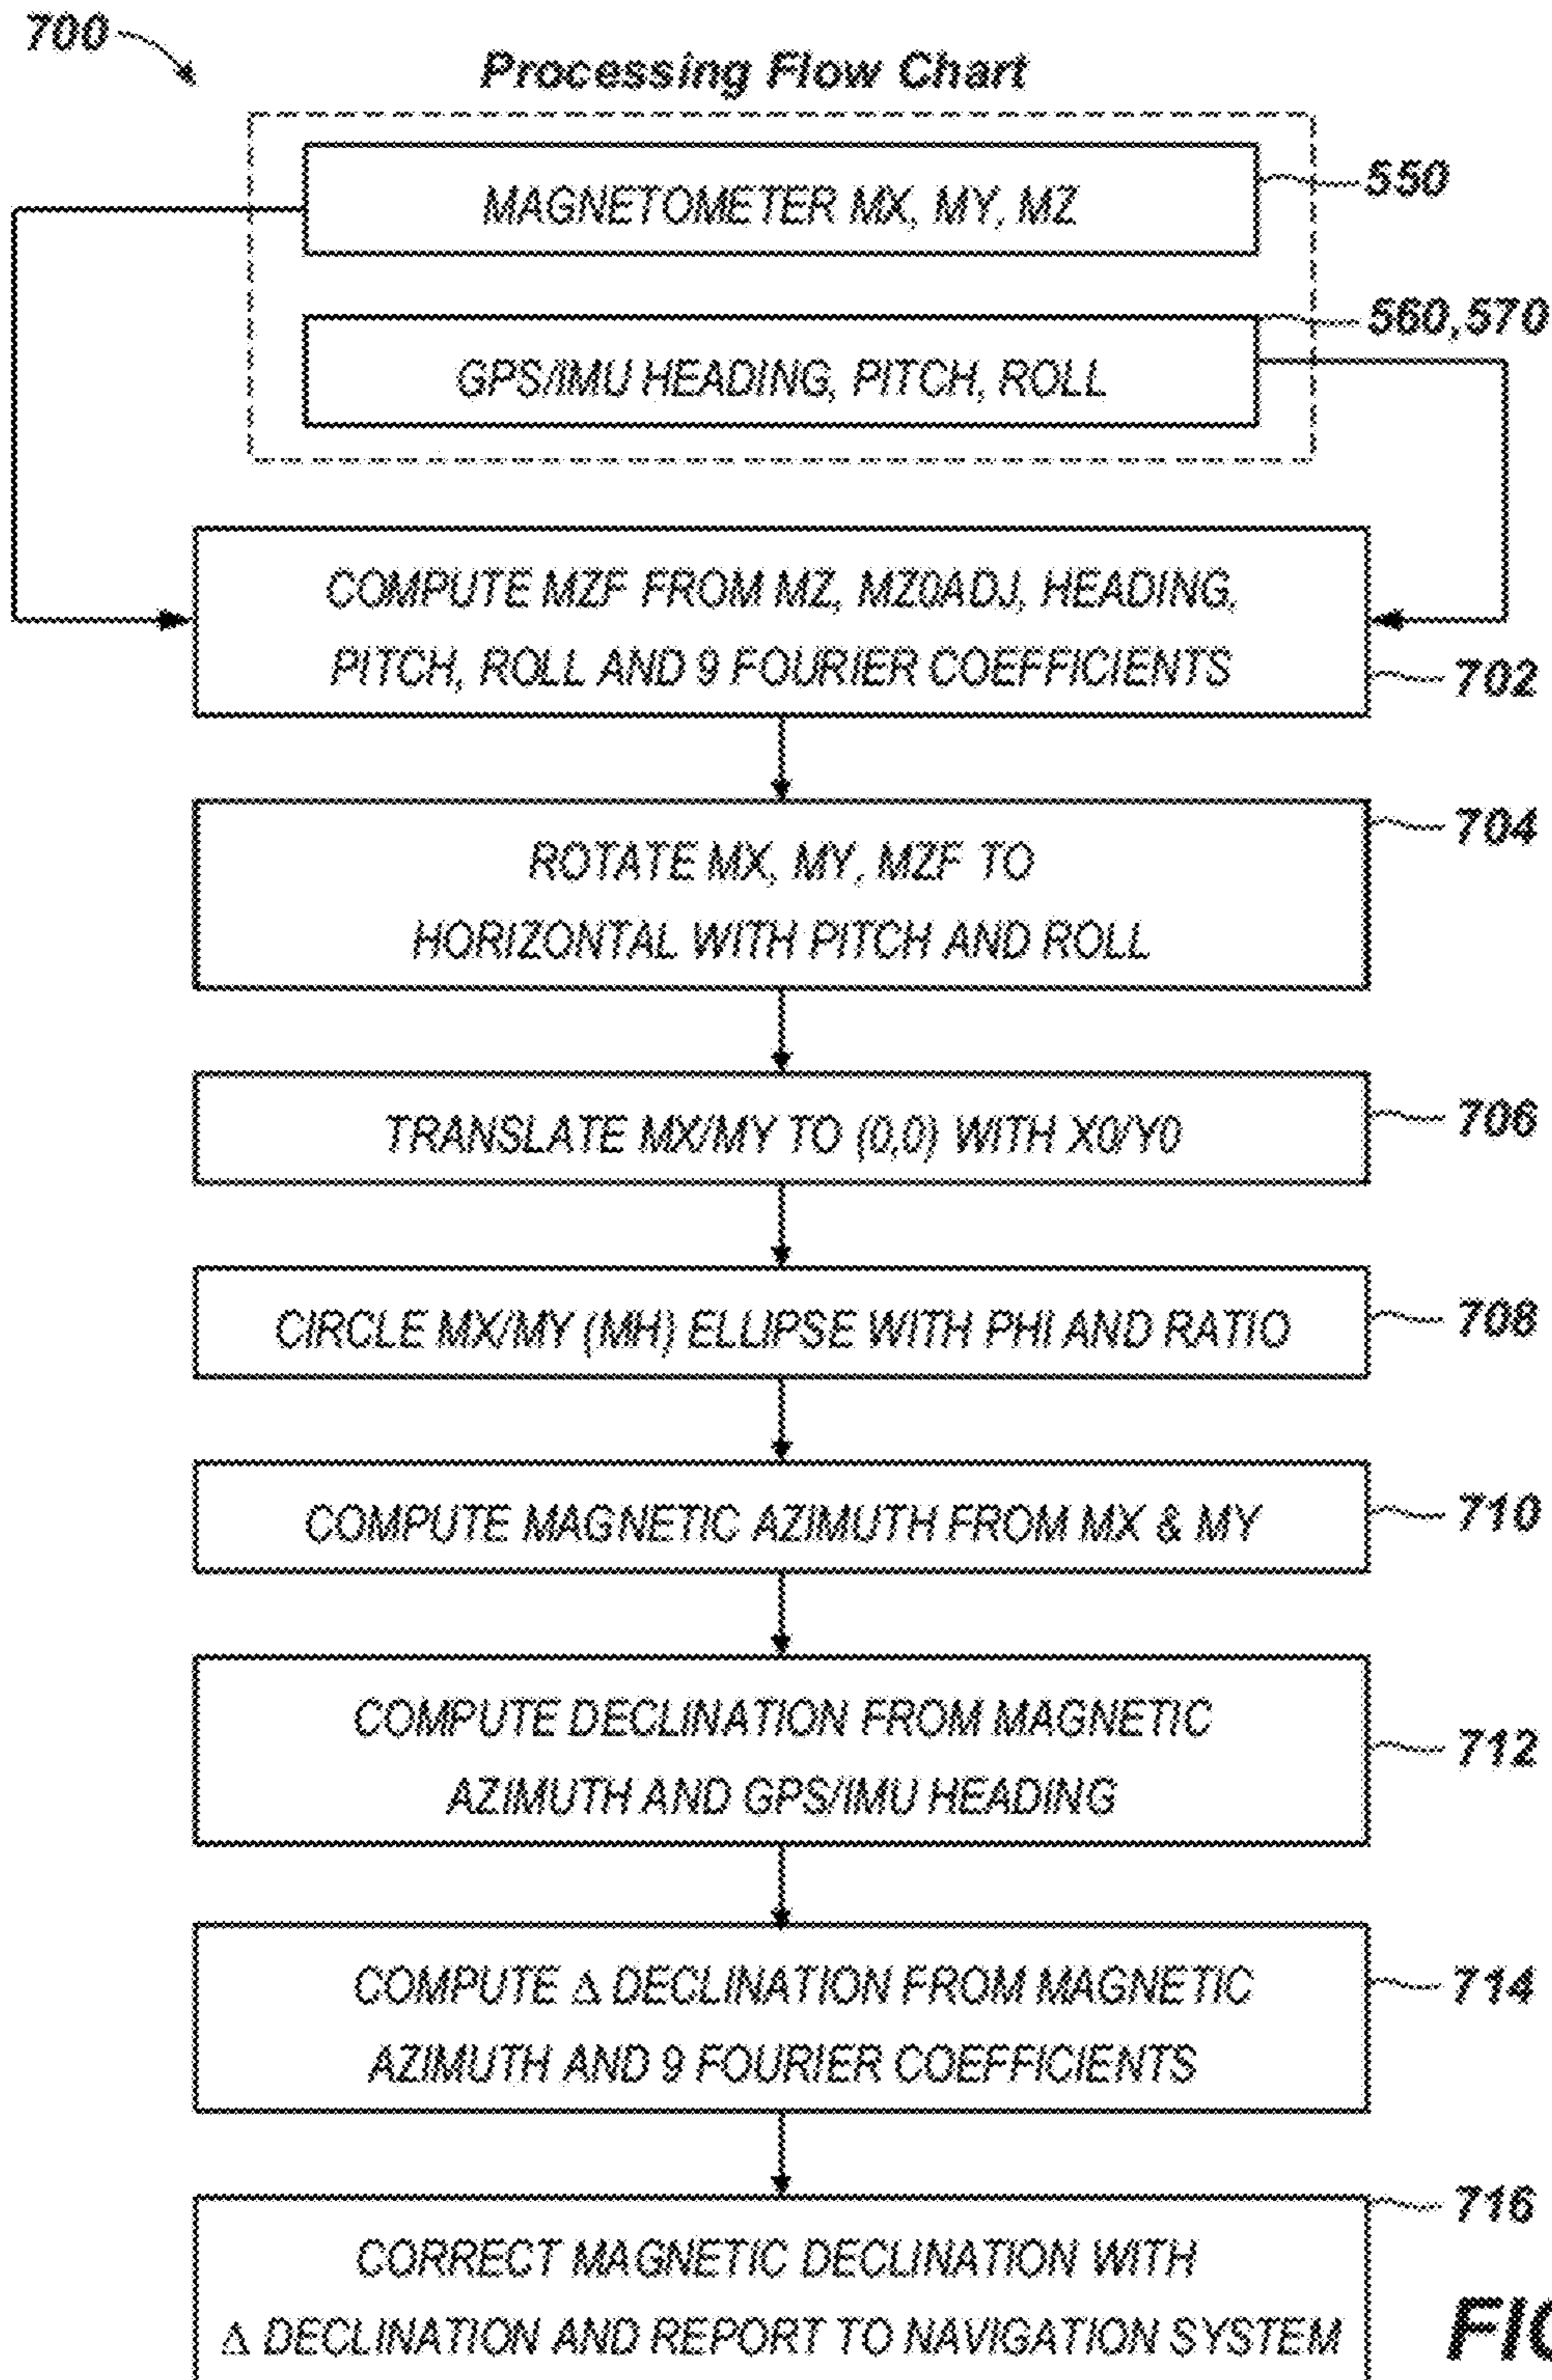 700
Processing Flow Chart
MAGNETOMETER MX, MY, MZ
550
GPS/IMU HEADING, PITCH, ROLL
560,570
COMPUTE MZF FROM MZ, MZ0ADJ, HEADING,
PITCH, ROLL AND 9 FOURIER COEFFICIENTS
702
ROTATE MX, MY, MZF TO
HORIZONTAL WITH PITCH AND ROLL
704
TRANSLATE MX/MY TO (0,0) WITH X0/Y0
706
CIRCLE MX/MY (MH) ELLIPSE WITH PHI AND RATIO
708
COMPUTE MAGNETIC AZIMUTH FROM MX & MY
710
COMPUTE DECLINATION FROM MAGNETIC
AZIMUTH AND GPS/IMU HEADING
712
COMPUTE Δ DECLINATION FROM MAGNETIC
AZIMUTH AND 9 FOURIER COEFFICIENTS
714
CORRECT MAGNETIC DECLINATION WITH
Δ DECLINATION AND REPORT TO NAVIGATION SYSTEM
716